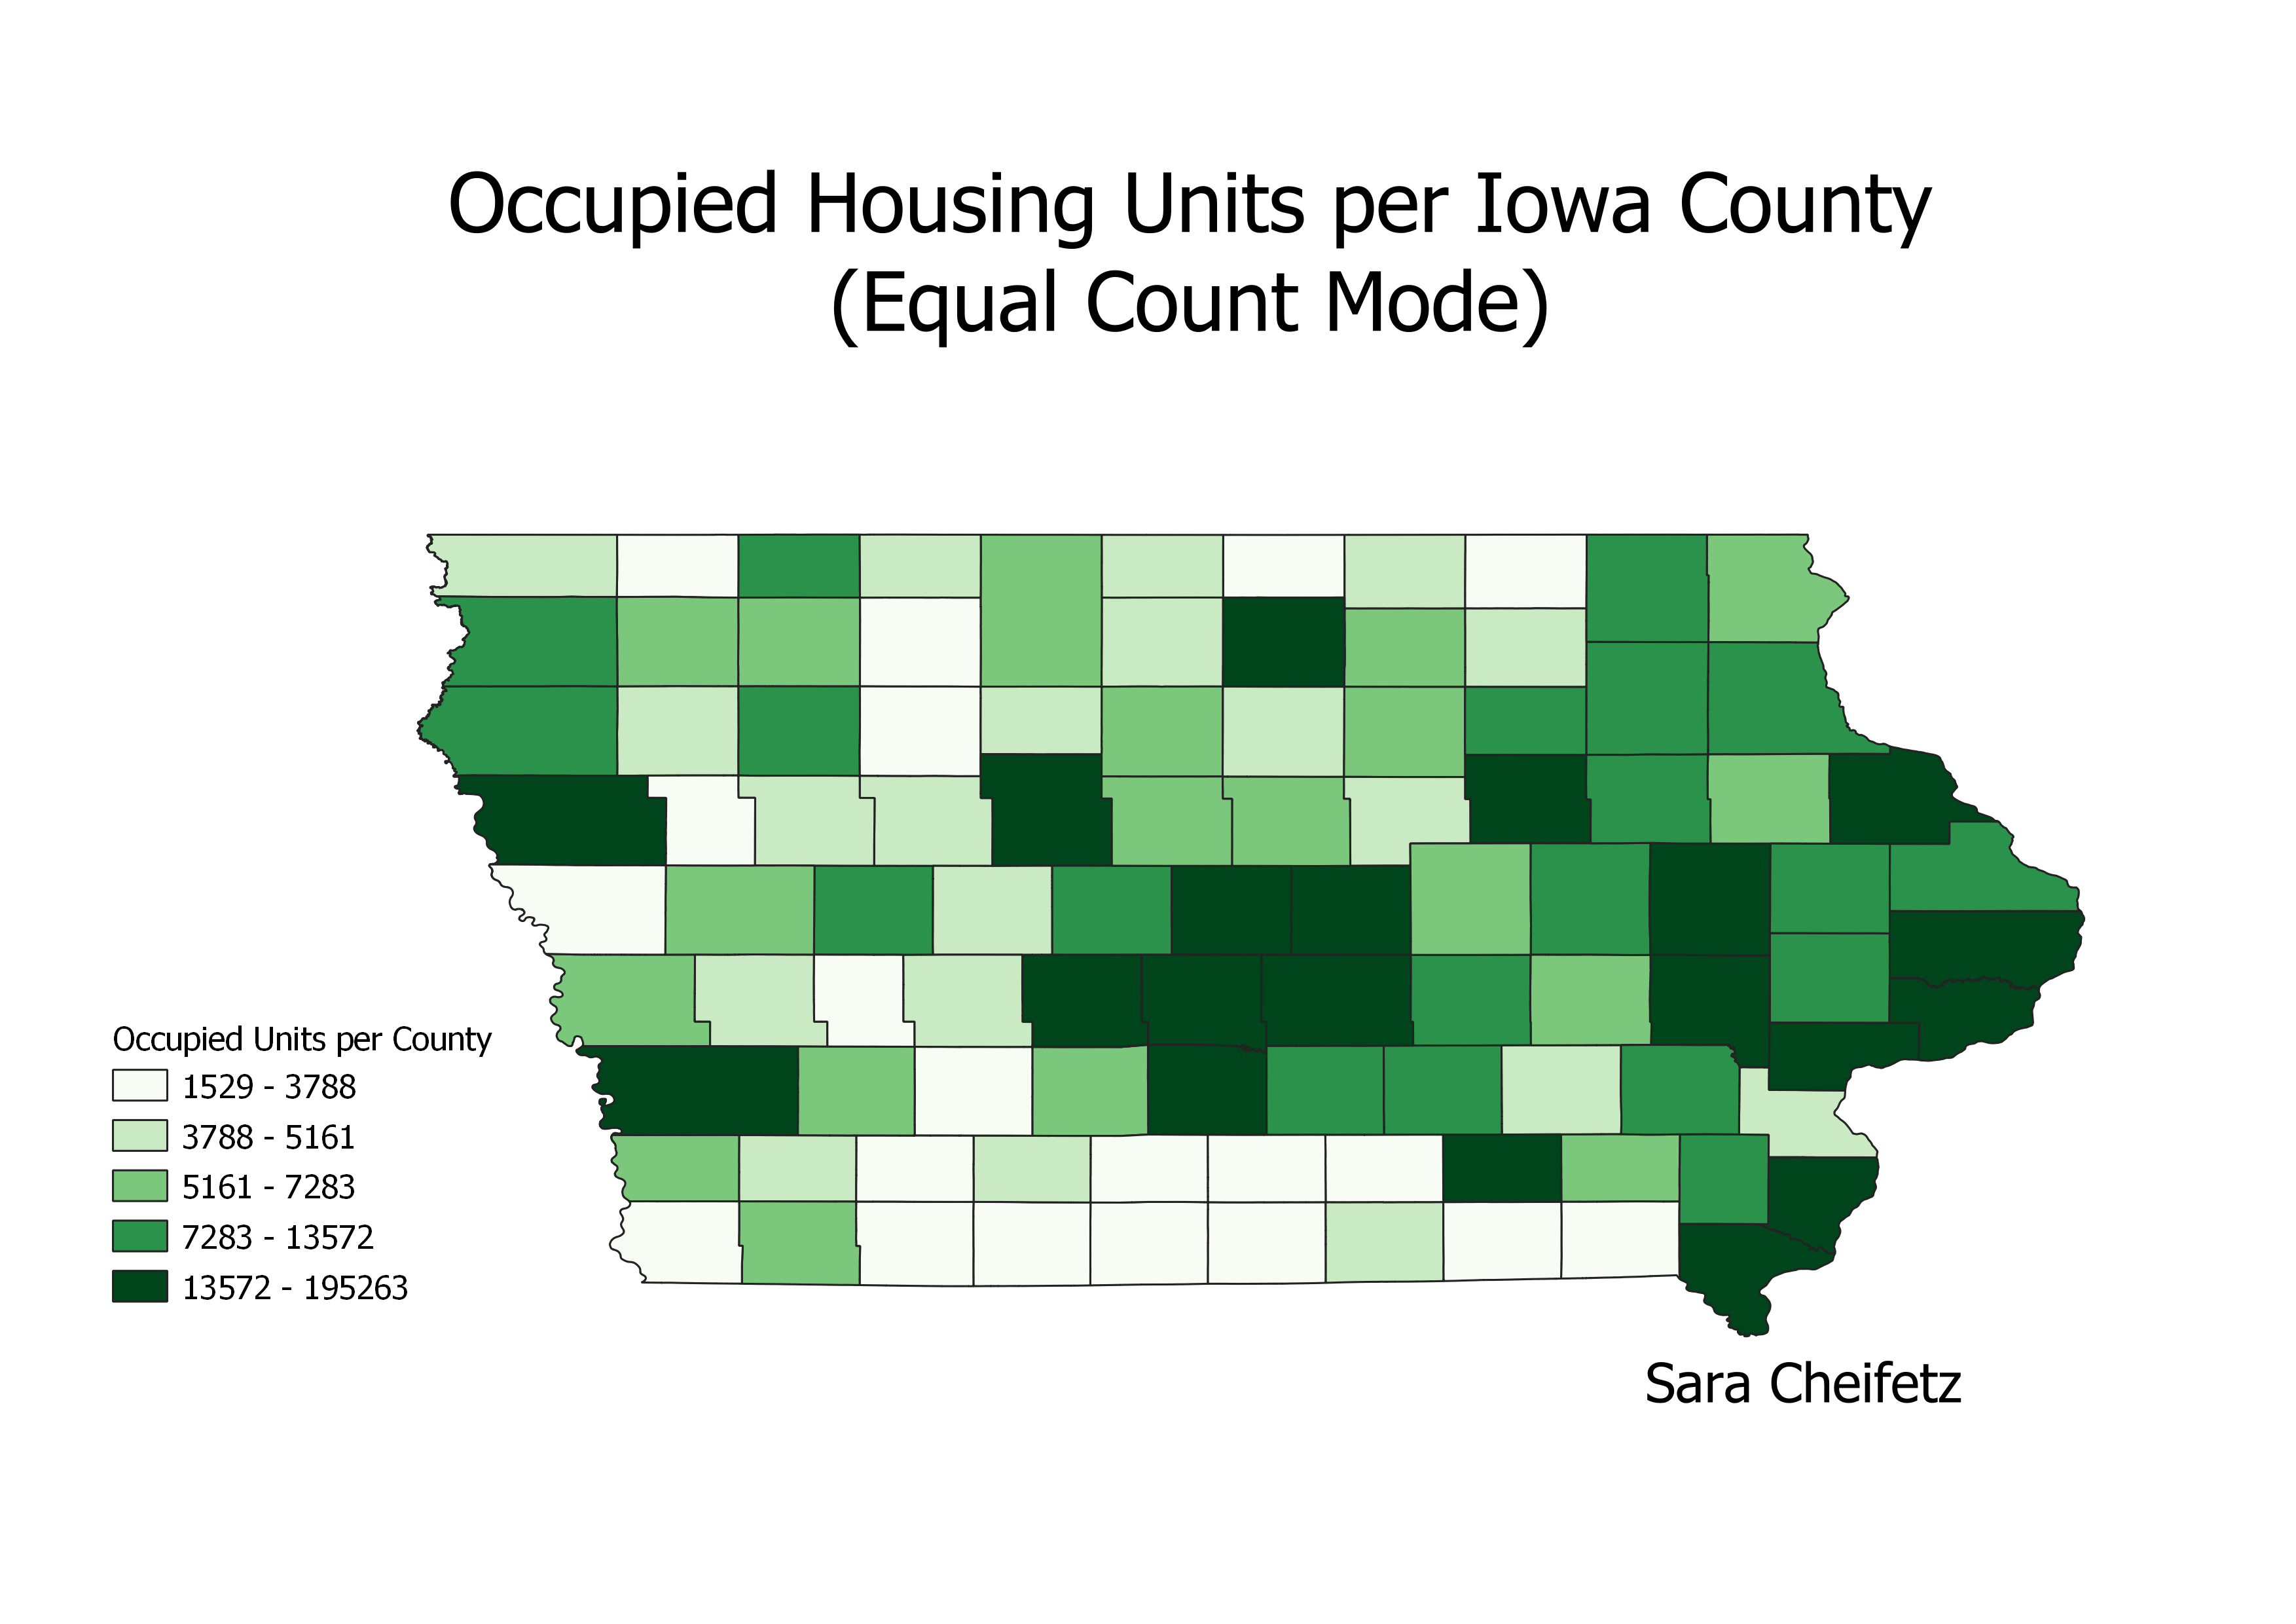 Occupied Housing Units per Iowa County
(Equal Count Mode)
Occupied Units per County
1529 - 3788
3788 - 5161
5161 - 7283
7283 - 13572
13572 - 195263
Sara Cheifetz